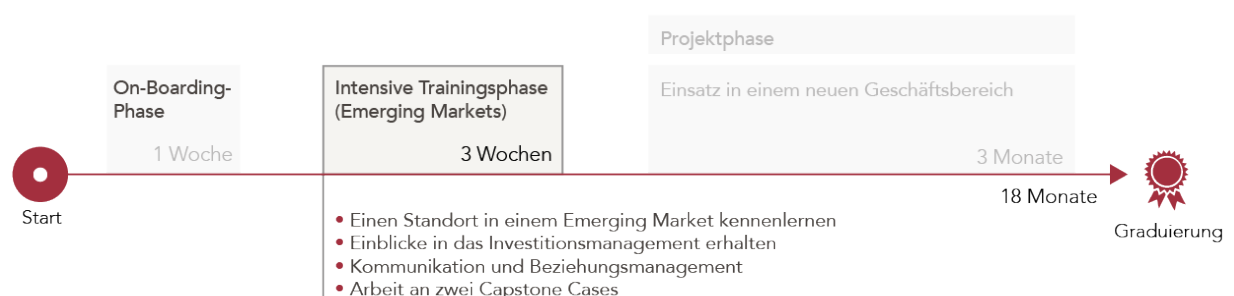 Projektphase
On-Boarding-
Phase
1 Woche
Intensive Trainingsphase
(Emerging Markets)
3 Wochen
Einsatz in einem neuen Geschäftsbereich
3 Monate
18 Monate
Start
Graduierung
• Einen Standort in einem Emerging Market kennenlernen
• Einblicke in das Investitionsmanagement erhalten
• Kommunikation und Beziehungsmanagement
• Arbeit an zwei Capstone Cases